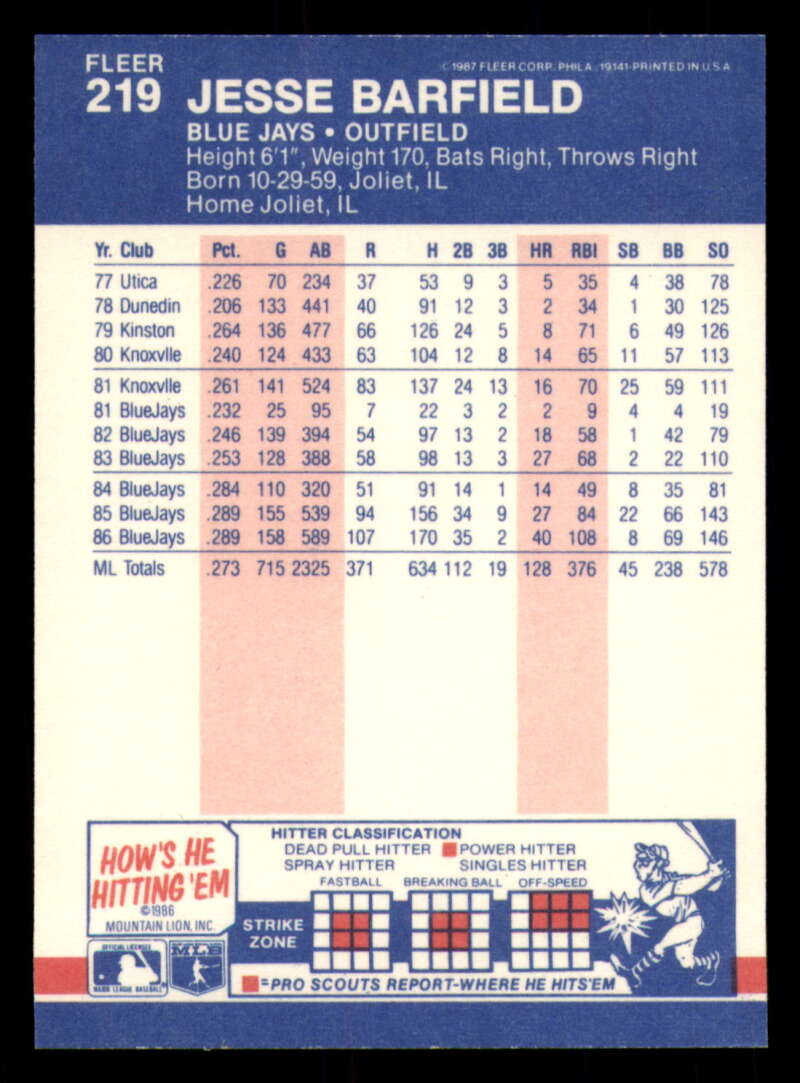 FLEER
©1987 FLEER CORP. PHILA. 19141-PRINTED IN U.S.A
219 JESSE BARFIELD
BLUE JAYS • OUTFIELD
Height 6'1", Weight 170, Bats Right, Throws Right
Born 10-29-59, Joliet, IL
Home Joliet, IL
Yr. Club Pct. G AB R H 2B 3B HR RBI SB BB SO
77 Utica .226 70 234 37 53 9 3 5 35 4 38 78
78 Dunedin .206 133 441 40 91 12 3 2 34 1 30 125
79 Kinston .264 136 477 66 126 24 5 8 71 6 49 126
80 Knoxvlle .240 124 433 63 104 12 8 14 65 11 57 113
81 Knoxvlle .261 141 524 83 137 24 13 16 70 25 59 111
81 BlueJays .232 25 95 7 22 3 2 2 9 4 4 19
82 BlueJays .246 139 394 54 97 13 2 18 58 1 42 79
83 BlueJays .253 128 388 58 98 13 3 27 68 2 22 110
84 BlueJays .284 110 320 51 91 14 1 14 49 8 35 81
85 BlueJays .289 155 539 94 156 34 9 27 84 22 66 143
86 BlueJays .289 158 589 107 170 35 2 40 108 8 69 146
ML Totals .273 715 2325 371 634 112 19 128 376 45 238 578
HOW'S HE
HITTING 'EM
©1986
MOUNTAIN LION, INC.
OFFICIAL LICENSEE
MAJOR LEAGUE BASEBALL
MLB
HITTER CLASSIFICATION
DEAD PULL HITTER POWER HITTER
SPRAY HITTER SINGLES HITTER
FASTBALL BREAKING BALL OFF-SPEED
STRIKE
ZONE
=PRO SCOUTS REPORT-WHERE HE HITS'EM